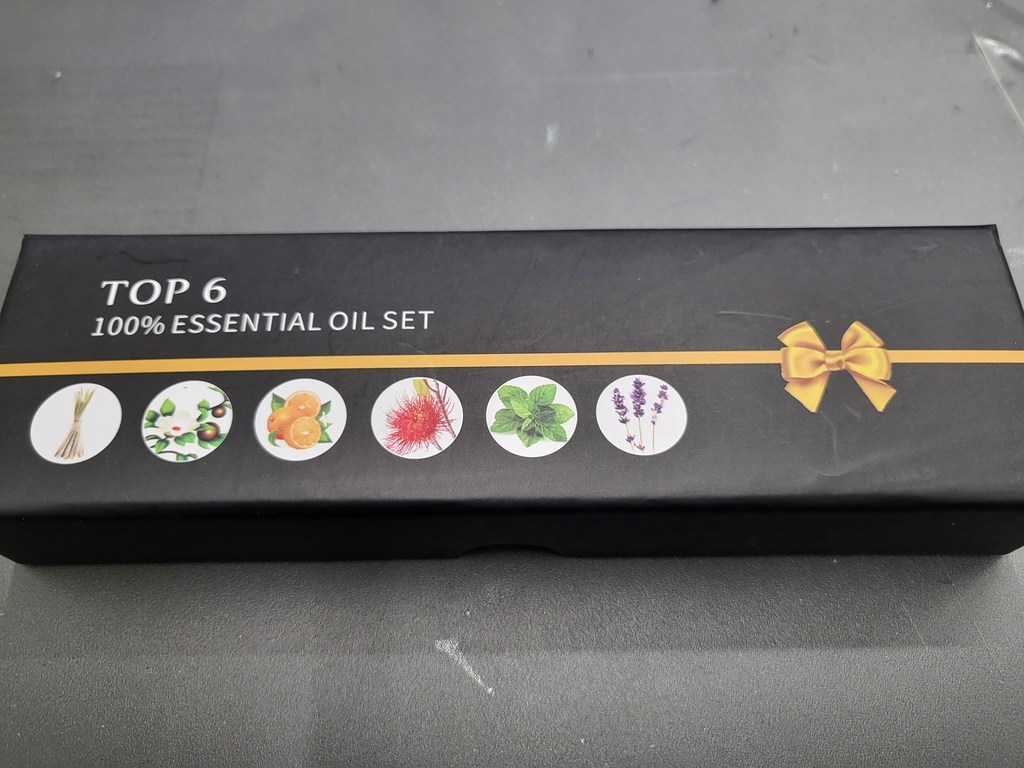 TOP 6
100% ESSENTIAL OIL SET